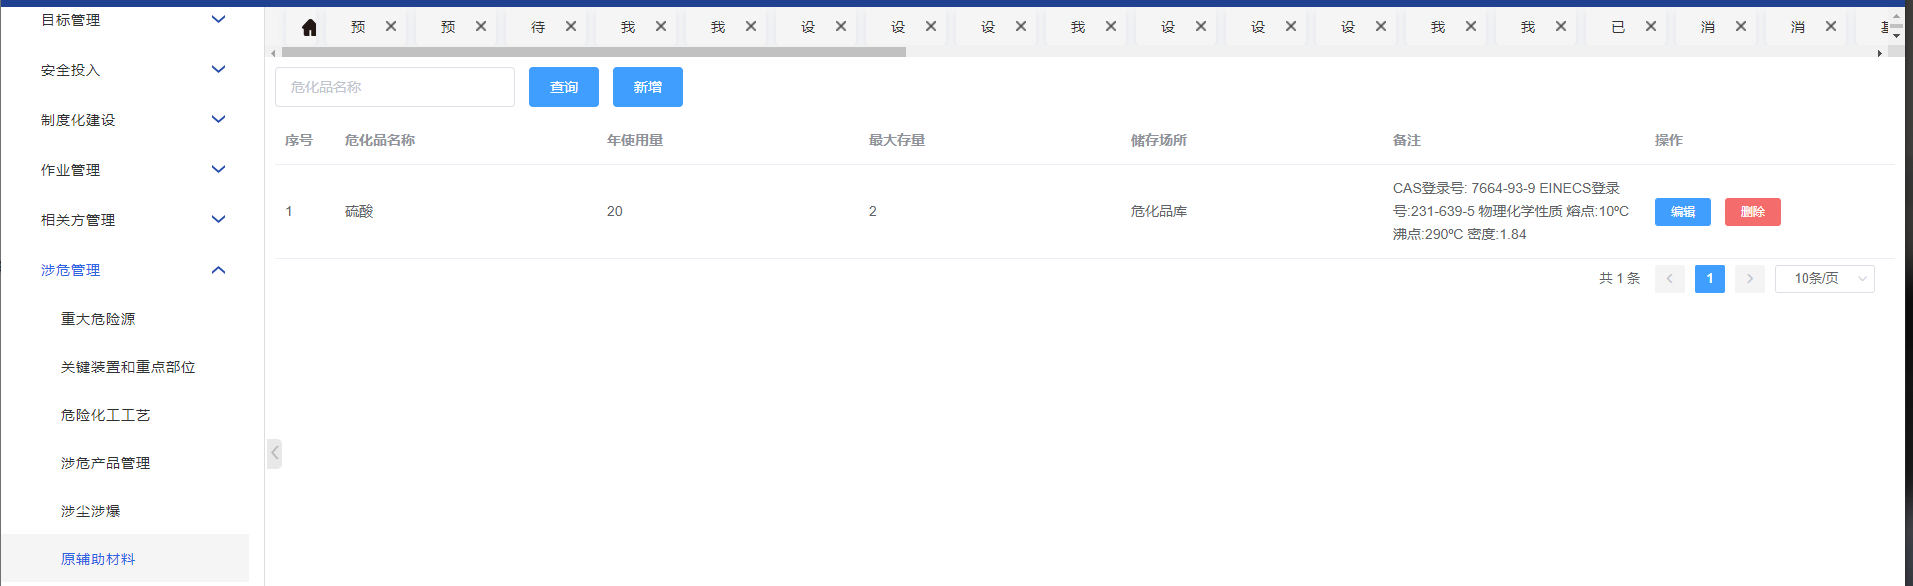 目标管理
安全投入
制度化建设
作业管理
相关方管理
涉危管理
重大危险源
关键装置和重点部位
危险化工工艺
涉危产品管理
涉尘涉爆
原辅助材料
预 预 待 我 我 设 设 设 我 设 设 设 我 我 已 消 消
危化品名称 查询 新增
序号 危化品名称 年使用量 最大存量 储存场所 备注 操作
1 硫酸 20 2 危化品库
CAS登录号: 7664-93-9 EINECS登录
号:231-639-5 物理化学性质 熔点:10ºC
沸点:290ºC 密度:1.84
编辑 删除
共 1 条 1 10条/页